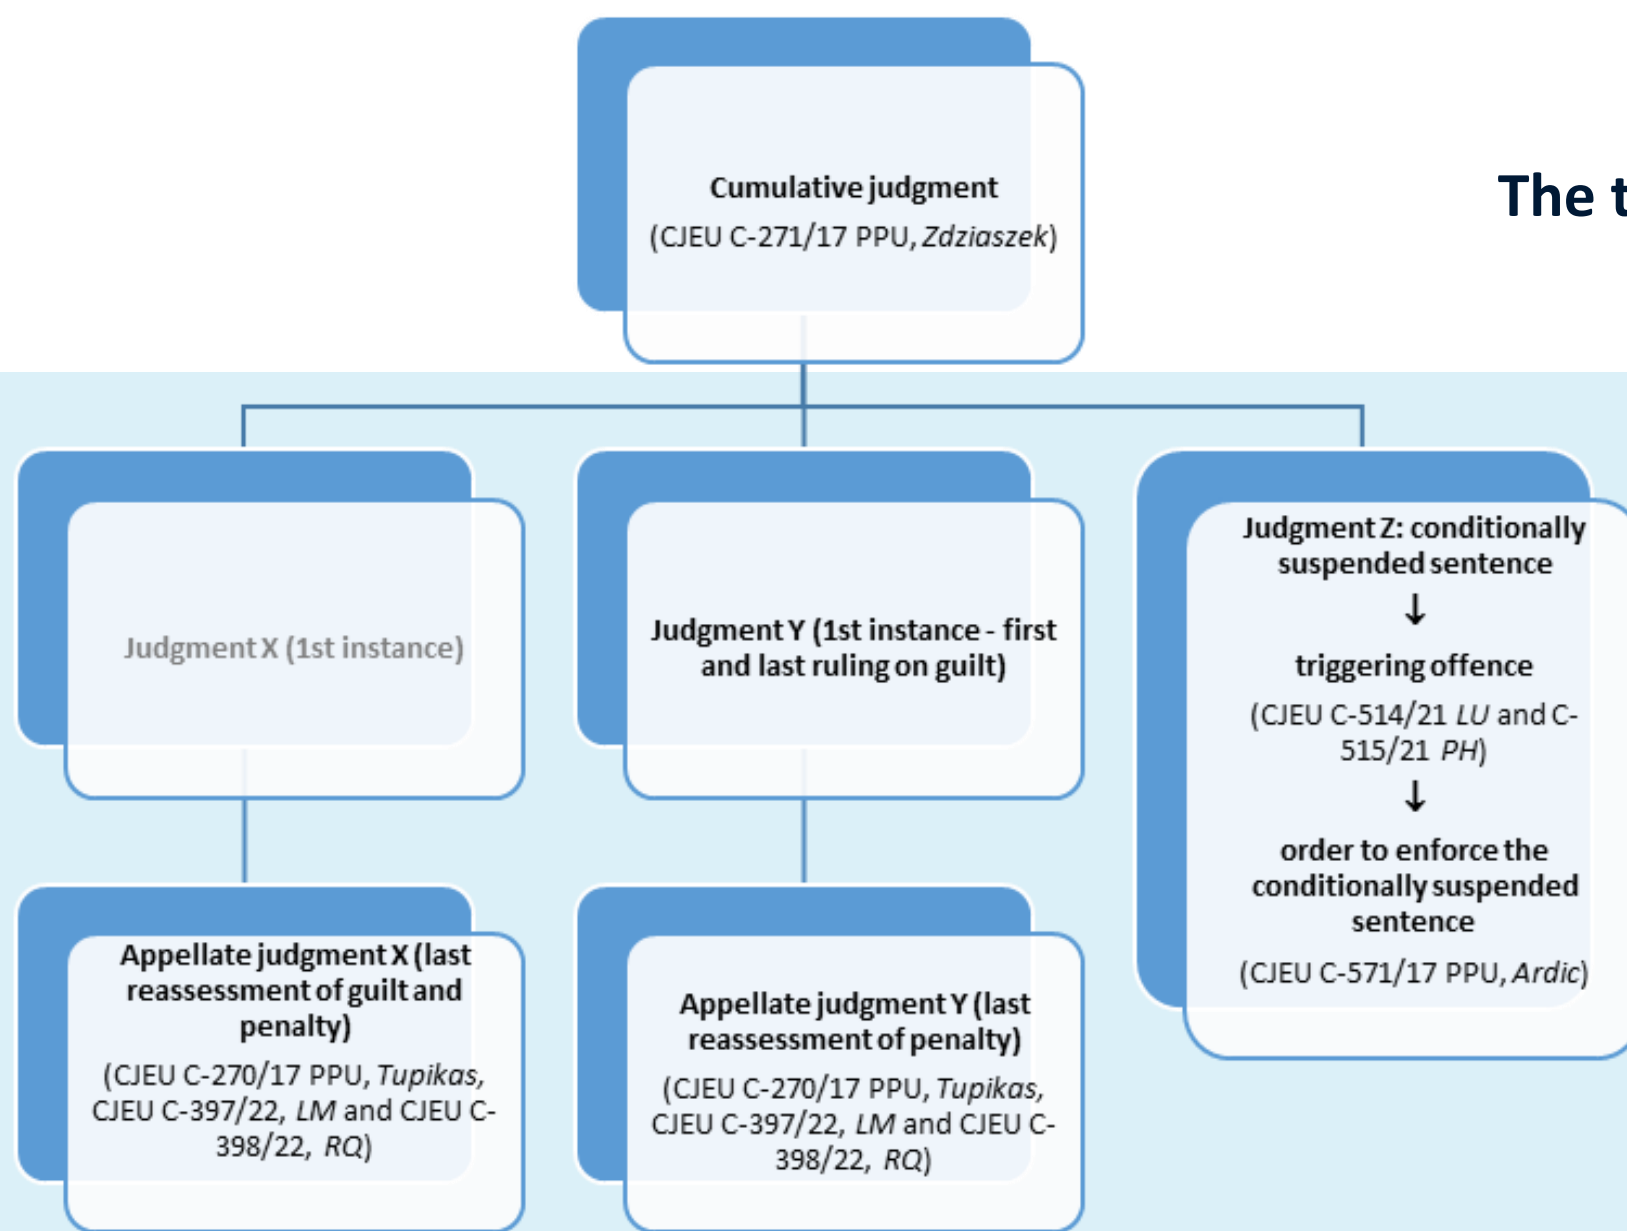 Cumulative judgment
(CJEU C-271/17 PPU, Zdziaszek)
The t
Judgment X (1st instance)
Judgment Y (1st instance - first
and last ruling on guilt)
Judgment Z: conditionally
suspended sentence
↓
triggering offence
(CJEU C-514/21 LU and C-
515/21 PH)
↓
order to enforce the
conditionally suspended
sentence
(CJEU C-571/17 PPU, Ardic)
Appellate judgment X (last
reassessment of guilt and
penalty)
(CJEU C-270/17 PPU, Tupikas,
CJEU C-397/22, LM and CJEU C-
398/22, RQ)
Appellate judgment Y (last
reassessment of penalty)
(CJEU C-270/17 PPU, Tupikas,
CJEU C-397/22, LM and CJEU C-
398/22, RQ)